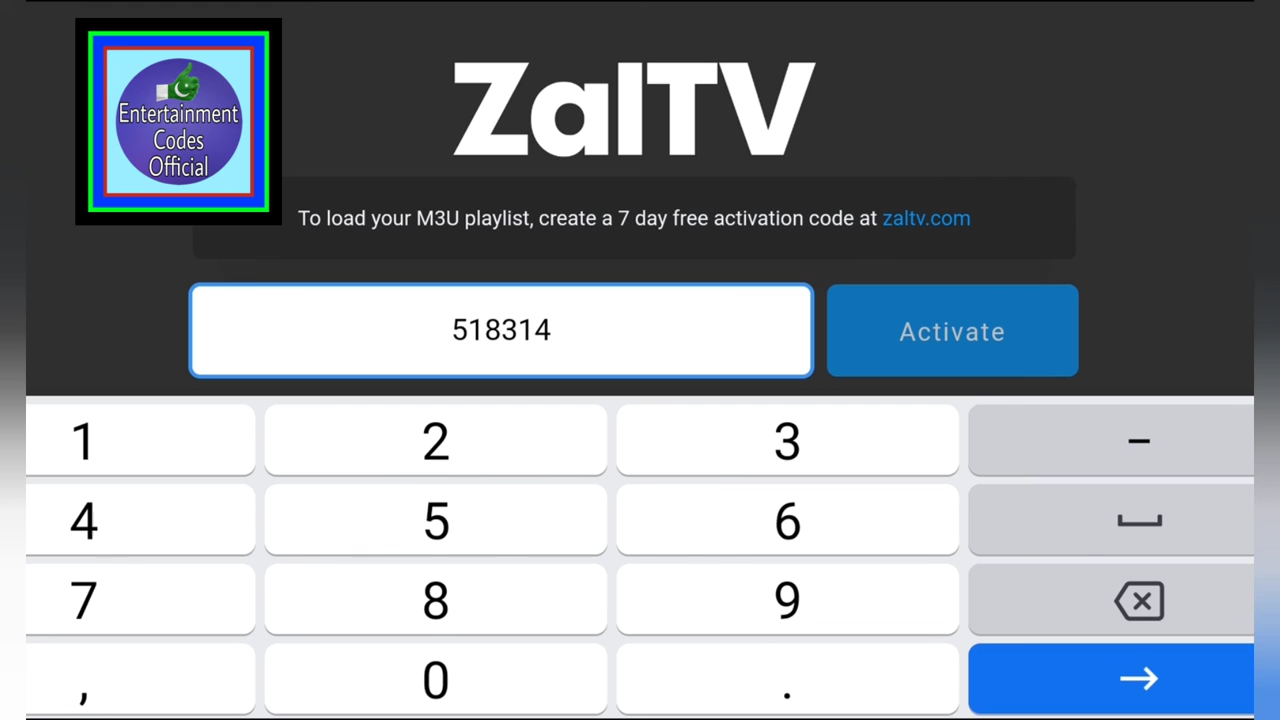 ZalTV
Entertainment
Codes
Official
To load your M3U playlist, create a 7 day free activation code at zaltv.com
518314
Activate
1 2 3 –
4 5 6
7 8 9
, 0 .